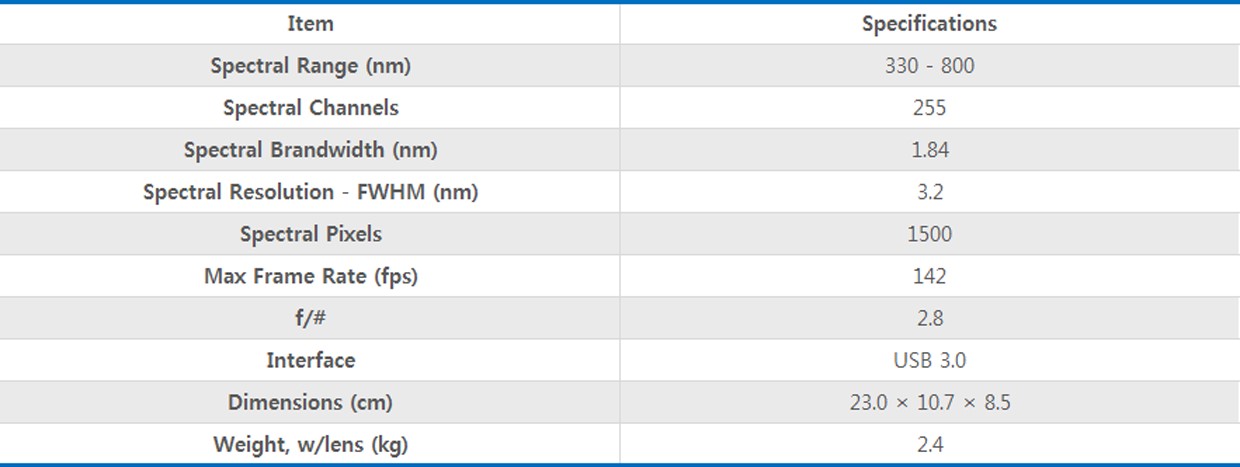 Item Specifications
Spectral Range (nm) 330 - 800
Spectral Channels 255
Spectral Brandwidth (nm) 1.84
Spectral Resolution - FWHM (nm) 3.2
Spectral Pixels 1500
Max Frame Rate (fps) 142
f/# 2.8
Interface USB 3.0
Dimensions (cm) 23.0 × 10.7 × 8.5
Weight, w/lens (kg) 2.4